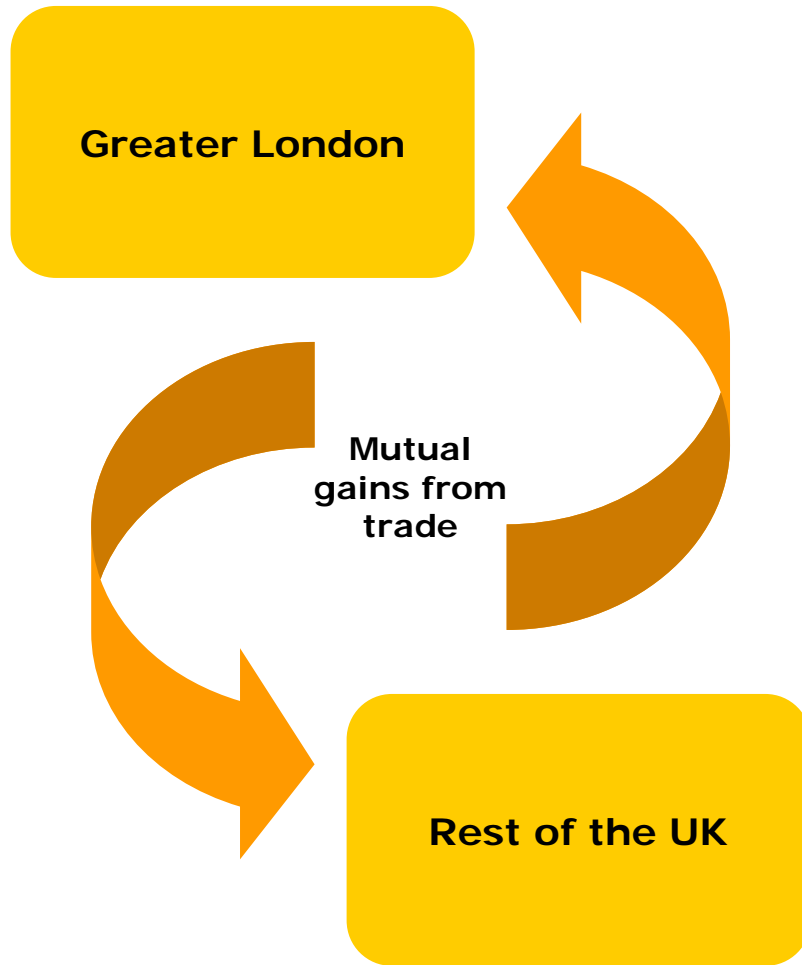 Greater London
Mutual
gains from
trade
Rest of the UK